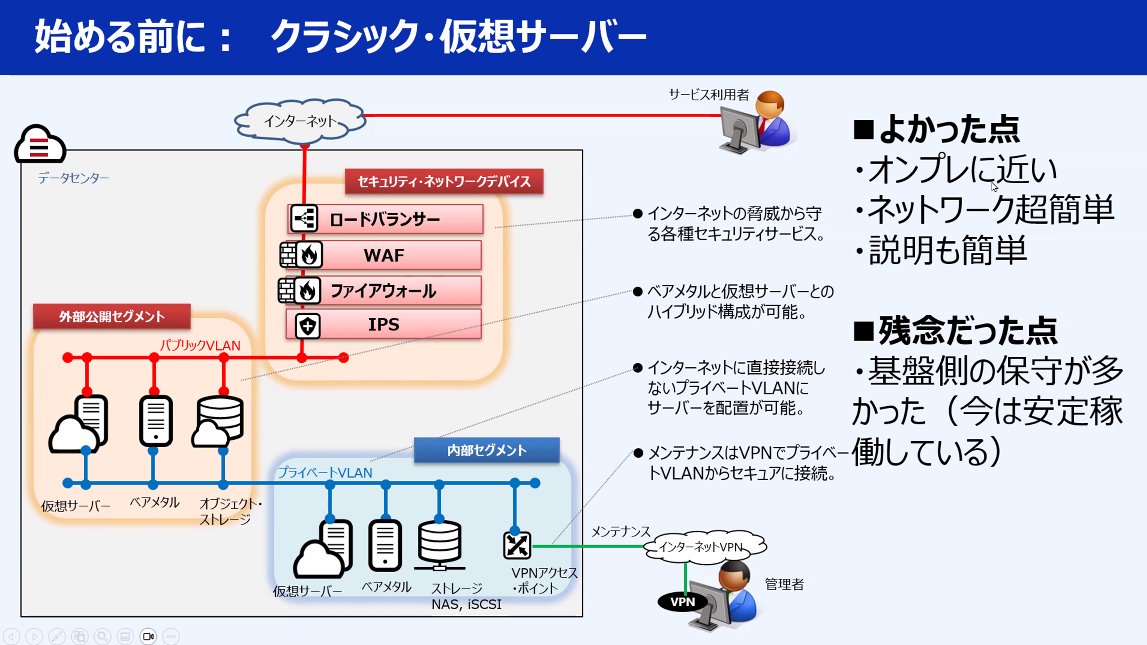 始める前に： クラシック・仮想サーバー
サービス利用者
インターネット
データセンター
セキュリティ・ネットワークデバイス
ロードバランサー
WAF
ファイアウォール
IPS
外部公開セグメント
パブリックVLAN
仮想サーバー
ベアメタル
オブジェクト・
ストレージ
内部セグメント
プライベートVLAN
仮想サーバー
ベアメタル
ストレージ
NAS, iSCSI
VPNアクセス
・ポイント
メンテナンス
インターネットVPN
VPN
管理者
●インターネットの脅威から守
る各種セキュリティサービス。
●ベアメタルと仮想サーバーとの
ハイブリッド構成が可能。
●インターネットに直接接続し
ないプライベートVLANに
サーバーを配置が可能。
●メンテナンスはVPNでプライベー
トVLANからセキュアに接続。
■よかった点
・オンプレに近い
・ネットワーク超簡単
・説明も簡単
■残念だった点
・基盤側の保守が多
かった（今は安定稼
働している）